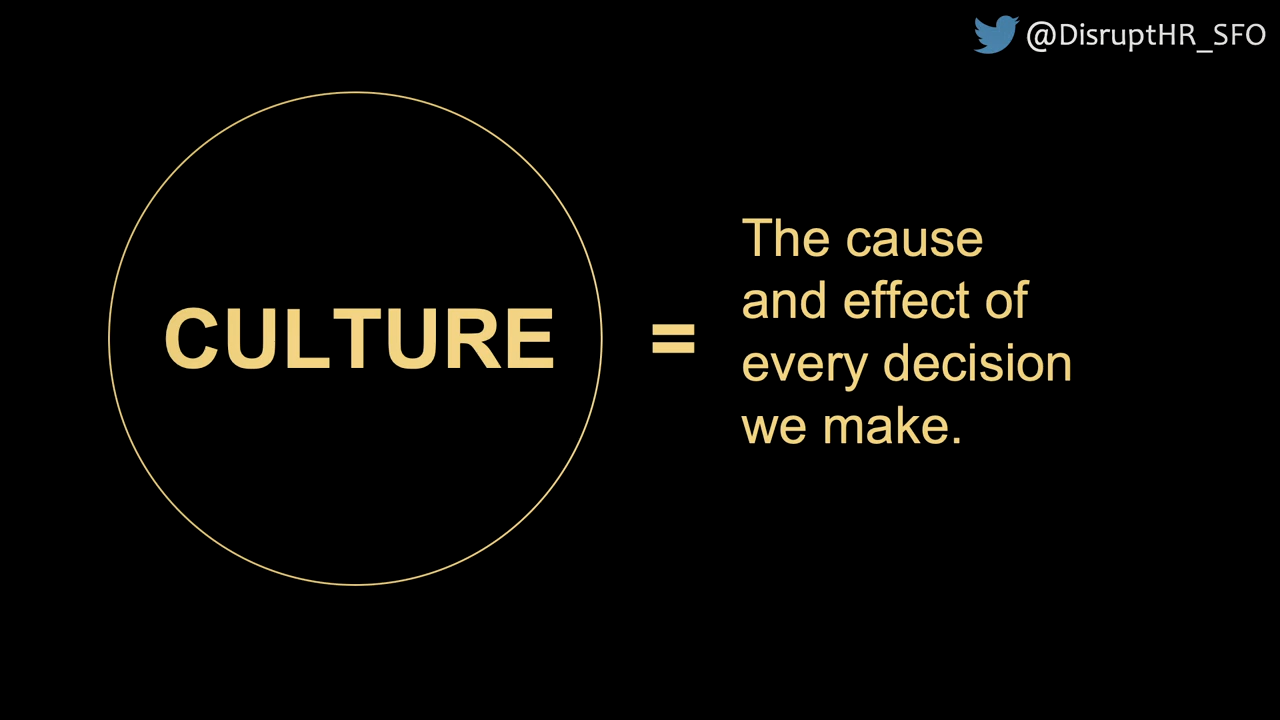 @DisruptHR_SFO
CULTURE
=
The cause
and effect of
every decision
we make.